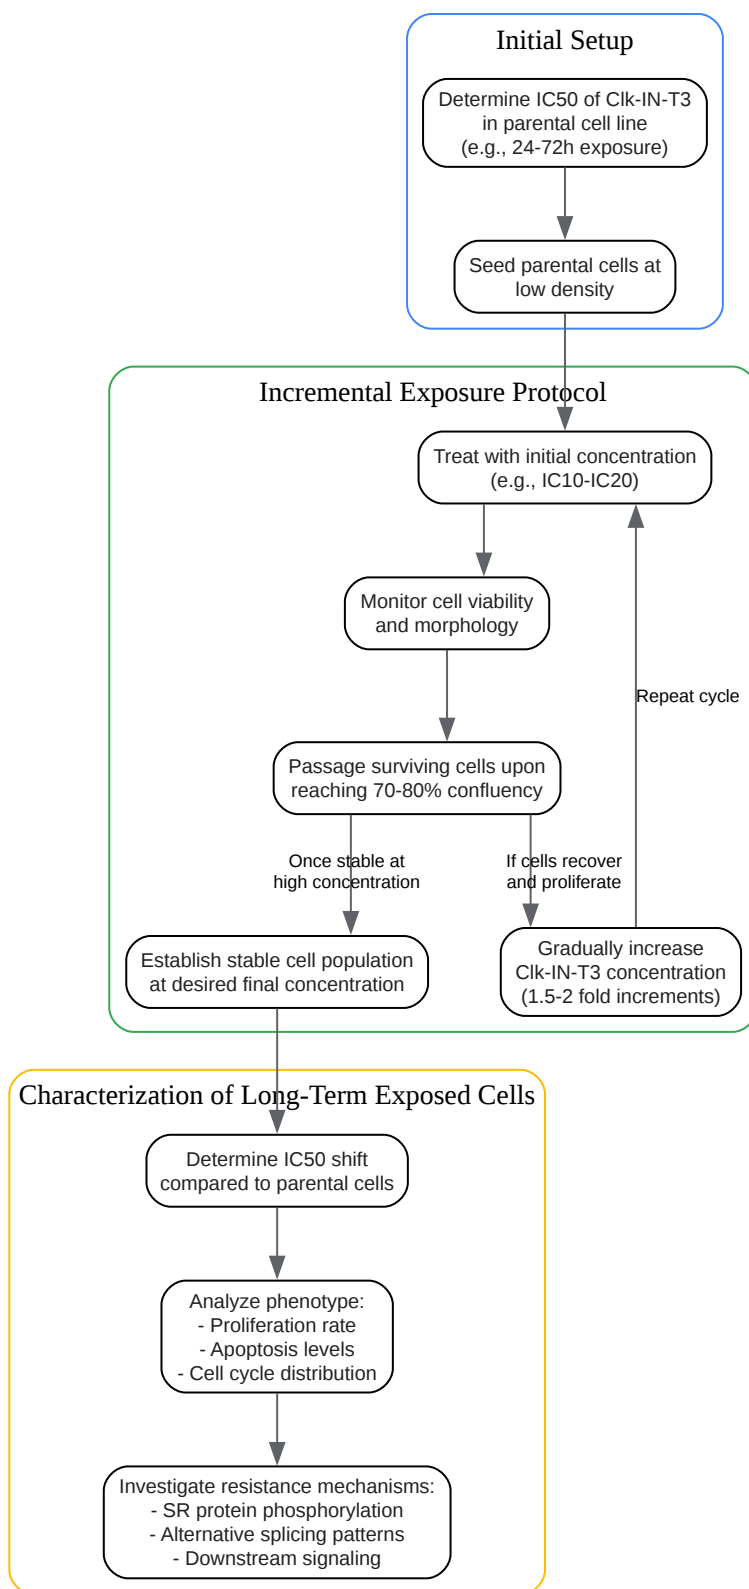 Initial Setup
Determine IC50 of Clk-IN-T3
in parental cell line
(e.g., 24-72h exposure)
Seed parental cells at
low density
Incremental Exposure Protocol
Treat with initial concentration
(e.g., IC10-IC20)
Monitor cell viability
and morphology
Repeat cycle
Passage surviving cells upon
reaching 70-80% confluency
Once stable at
high concentration
If cells recover
and proliferate
Establish stable cell population
at desired final concentration
Gradually increase
Clk-IN-T3 concentration
(1.5-2 fold increments)
Characterization of Long-Term Exposed Cells
Determine IC50 shift
compared to parental cells
Analyze phenotype:
- Proliferation rate
- Apoptosis levels
- Cell cycle distribution
Investigate resistance mechanisms:
- SR protein phosphorylation
- Alternative splicing patterns
- Downstream signaling